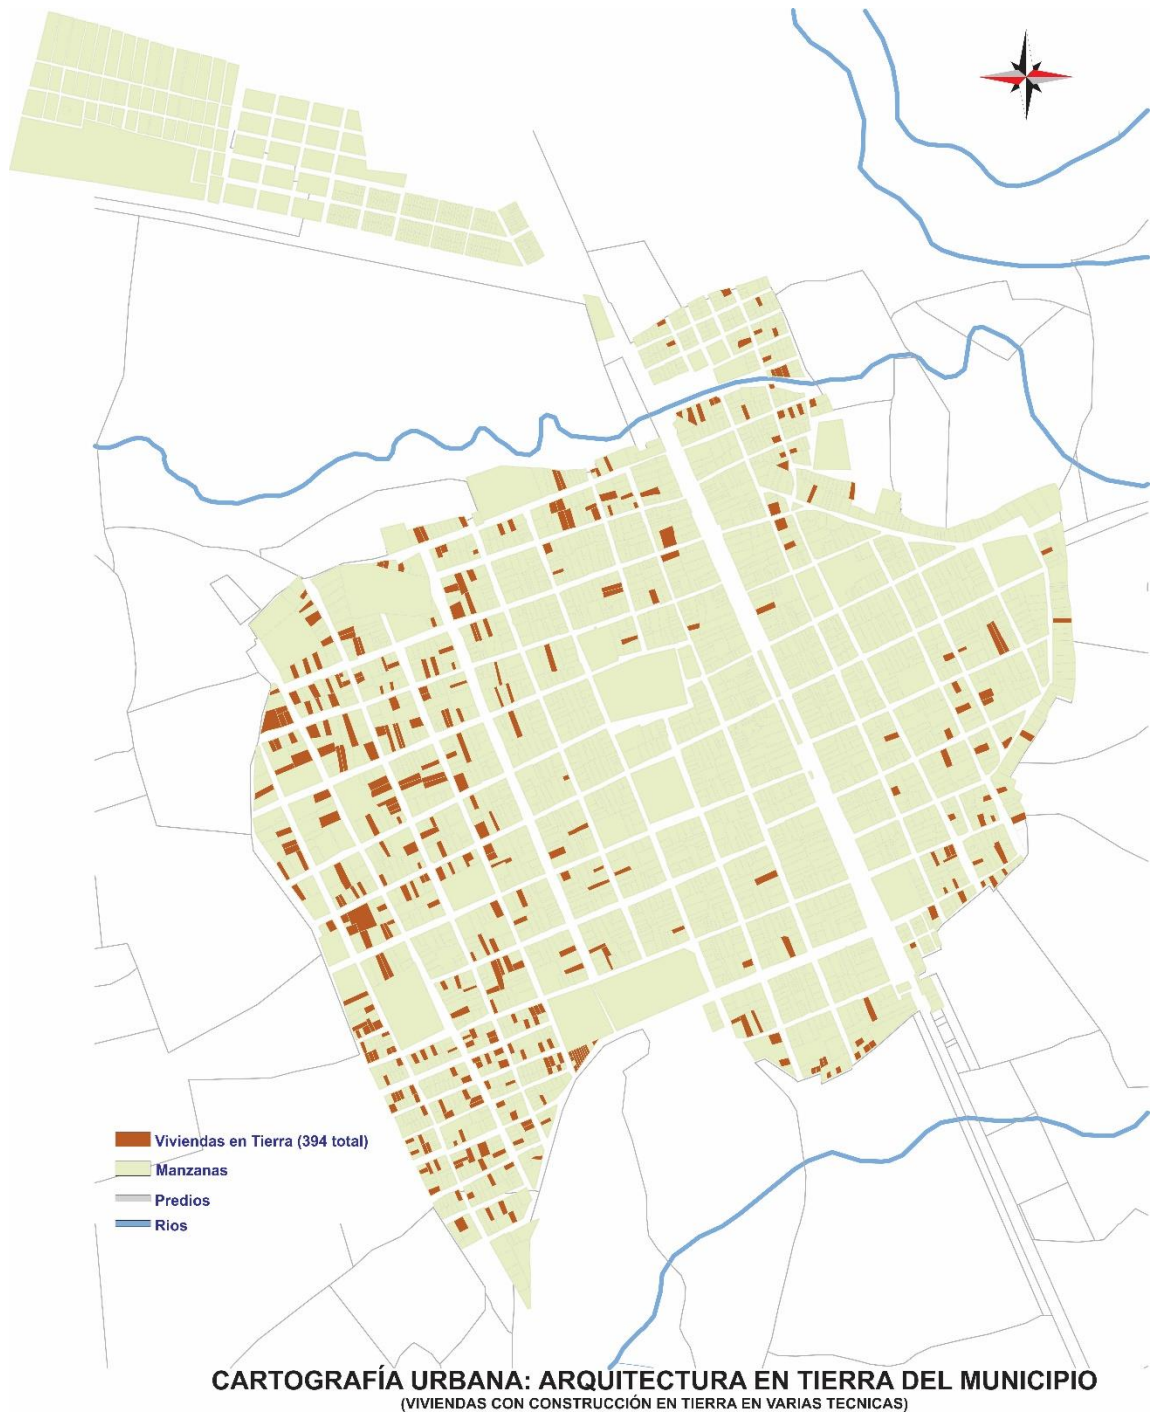 Viviendas en Tierra (394 total)
Manzanas
Predios
Rios
CARTOGRAFÍA URBANA: ARQUITECTURA EN TIERRA DEL MUNICIPIO
(VIVIENDAS CON CONSTRUCCIÓN EN TIERRA EN VARIAS TECNICAS)